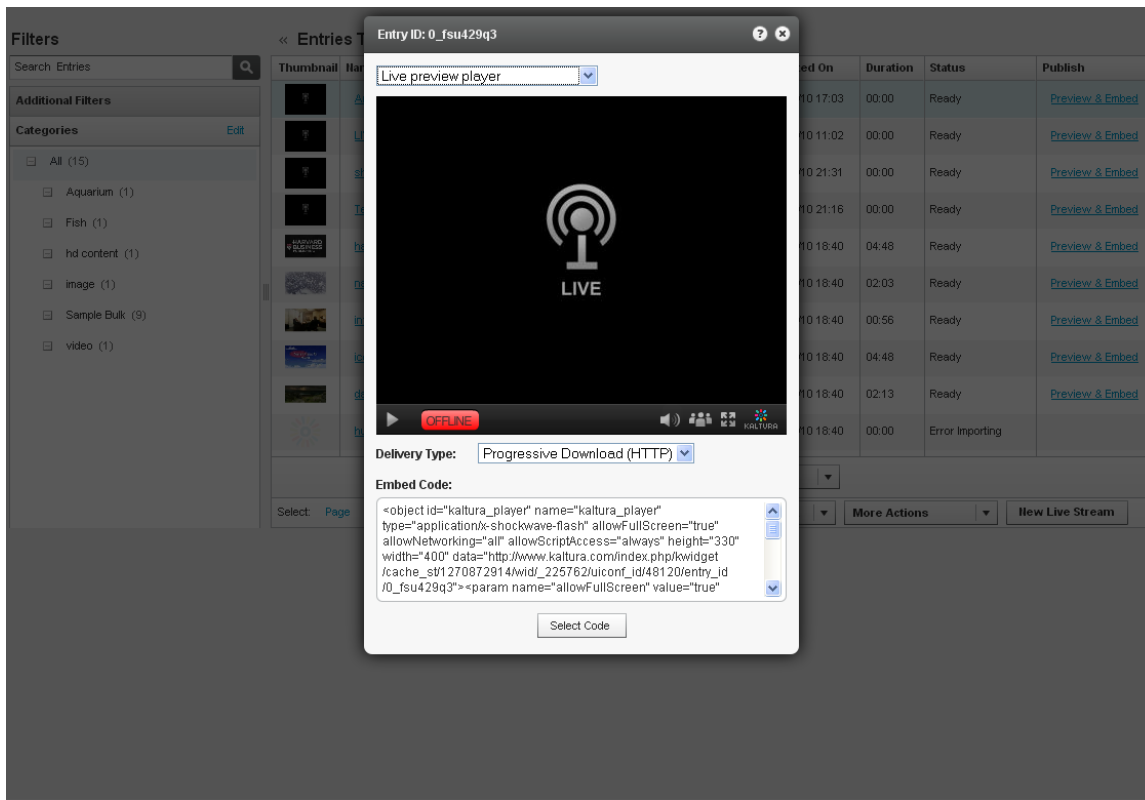 Filters
Search Entries
Additional Filters
Categories Edit
All (15)
Aquarium (1)
Fish (1)
hd content (1)
image (1)
Sample Bulk (9)
video (1)
« Entries T
Thumbnail Nar
Entry ID: 0_fsu429q3
Live preview player
LIVE
OFFLINE
KALTURA
Delivery Type: Progressive Download (HTTP)
Embed Code:
<object id="kaltura_player" name="kaltura_player"
type="application/x-shockwave-flash" allowFullScreen="true"
allowNetworking="all" allowScriptAccess="always" height="330"
width="400" data="http://www.kaltura.com/index.php/kwidget
/cache_st/1270872914/wid/_225762/uiconf_id/48120/entry_id
/0_fsu429q3"><param name="allowFullScreen" value="true"
Select Code
ed On Duration Status Publish
/10 17:03 00:00 Ready Preview & Embed
/10 11:02 00:00 Ready Preview & Embed
/10 21:31 00:00 Ready Preview & Embed
/10 21:16 00:00 Ready Preview & Embed
HARVARD
BUSINESS
/10 18:40 04:48 Ready Preview & Embed
/10 18:40 02:03 Ready Preview & Embed
/10 18:40 00:56 Ready Preview & Embed
/10 18:40 04:48 Ready Preview & Embed
/10 18:40 02:13 Ready Preview & Embed
/10 18:40 00:00 Error Importing
Select: Page
More Actions
New Live Stream